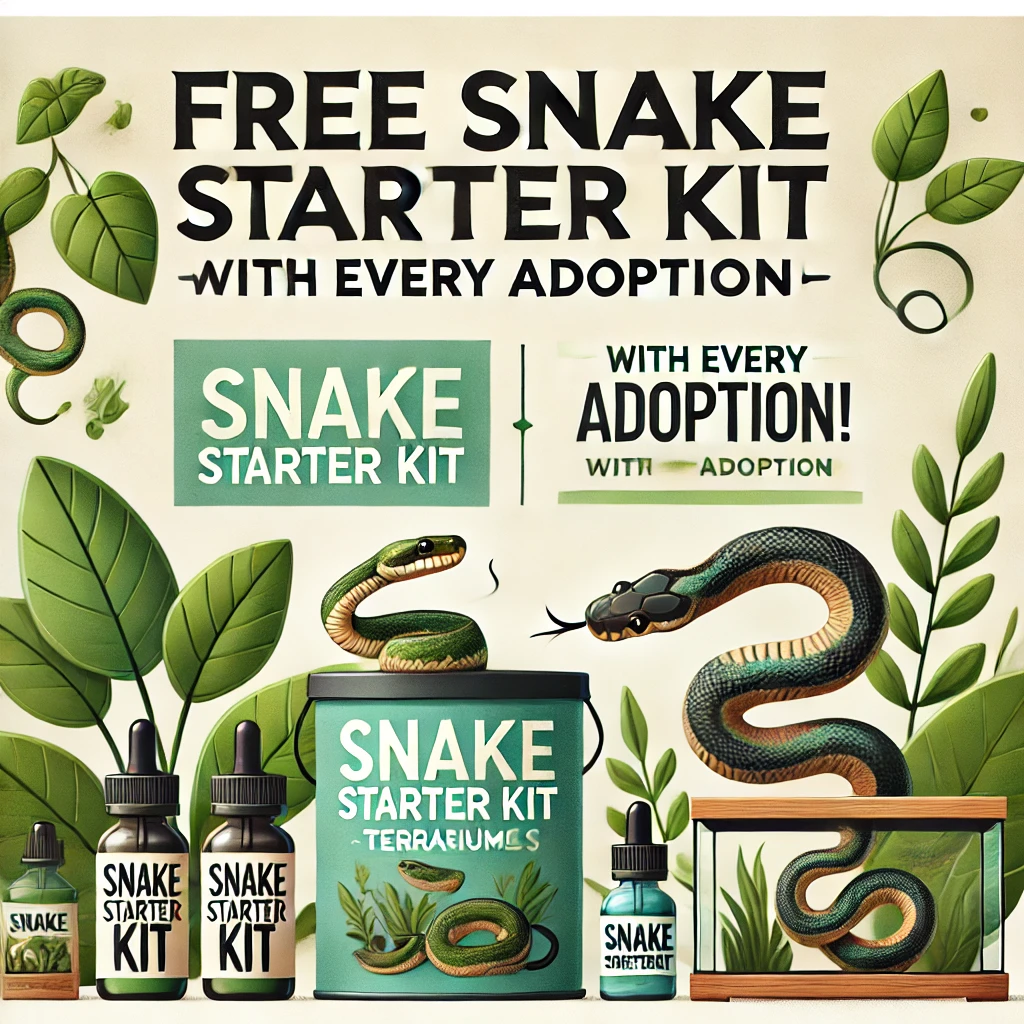 FREE SNAKE
STARTER KIT
WITH EVERY ADOPTION
SNAKE
STARTER KIT
WITH EVERY
ADOPTION!
WITH ADOPTION
SNAKE
STARTER KIT
SNAKE
SNAKE
STARTER
KIT
SNAKE
STARTER
KIT
SNAKE